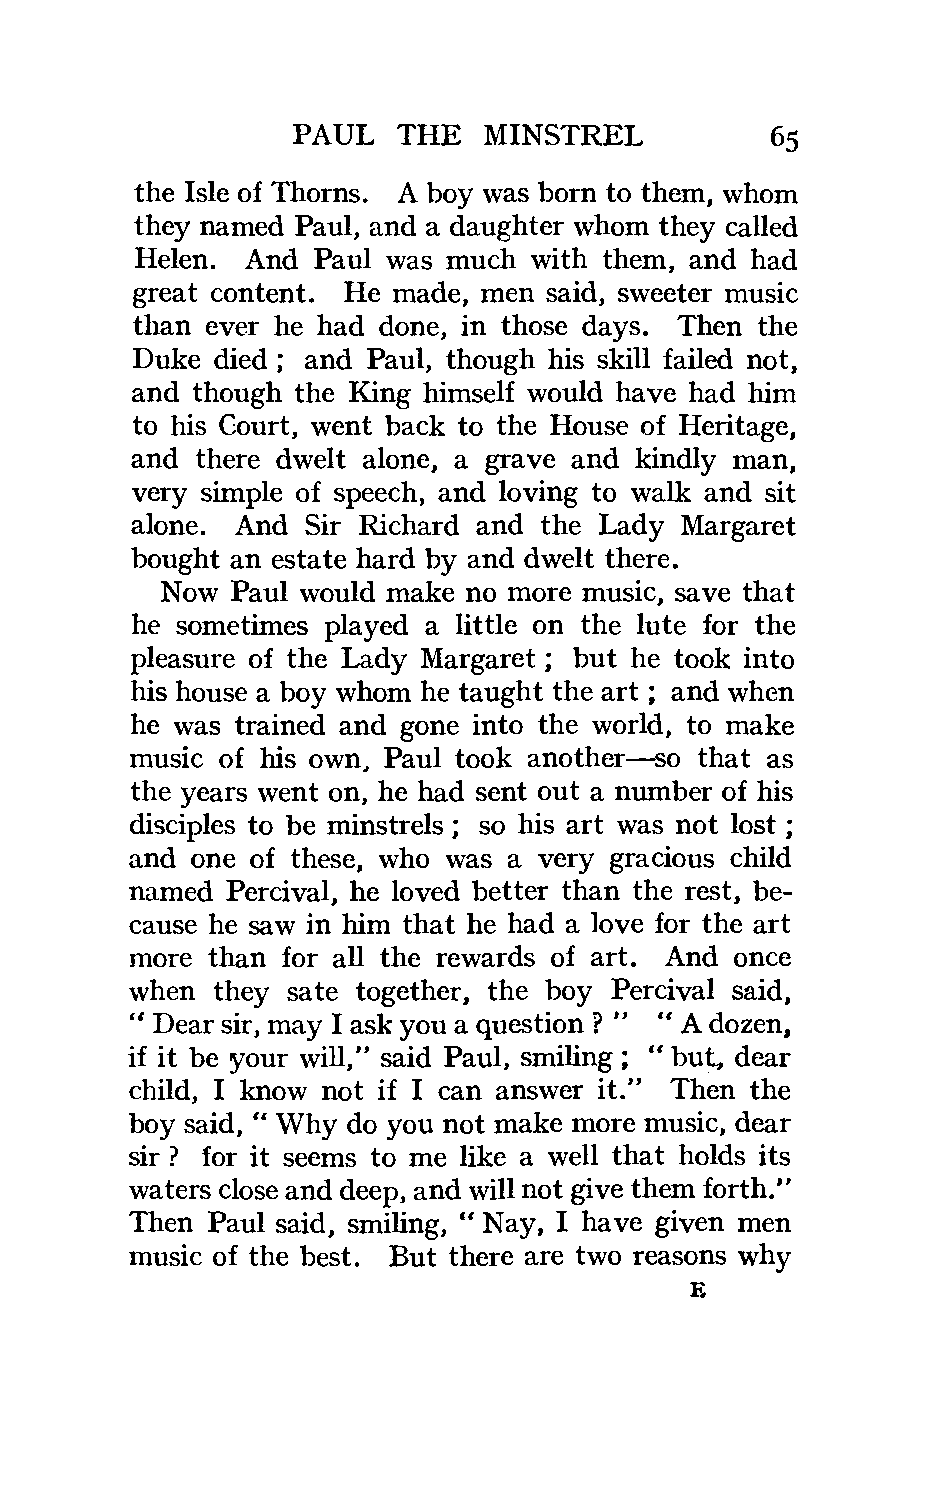 PAUL THE MINSTREL 65
the Isle of Thorns. A boy was born to them, whom
they named Paul, and a daughter whom they called
Helen. And Paul was much with them, and had
great content. He made, men said, sweeter music
than ever he had done, in those days. Then the
Duke died ; and Paul, though his skill failed not,
and though the King himself would have had him
to his Court, went back to the House of Heritage,
and there dwelt alone, a grave and kindly man,
very simple of speech, and loving to walk and sit
alone. And Sir Richard and the Lady Margaret
bought an estate hard by and dwelt there.
Now Paul would make no more music, save that
he sometimes played a little on the lute for the
pleasure of the Lady Margaret ; but he took into
his house a boy whom he taught the art ; and when
he was trained and gone into the world, to make
music of his own, Paul took another—so that as
the years went on, he had sent out a number of his
disciples to be minstrels ; so his art was not lost ;
and one of these, who was a very gracious child
named Percival, he loved better than the rest, be-
cause he saw in him that he had a love for the art
more than for all the rewards of art. And once
when they sate together, the boy Percival said,
“ Dear sir, may I ask you a question ? ” “ A dozen,
if it be your will,” said Paul, smiling ; “ but, dear
child, I know not if I can answer it.” Then the
boy said, “ Why do you not make more music, dear
sir ? for it seems to me like a well that holds its
waters close and deep, and will not give them forth.”
Then Paul said, smiling, “ Nay, I have given men
music of the best. But there are two reasons why
E